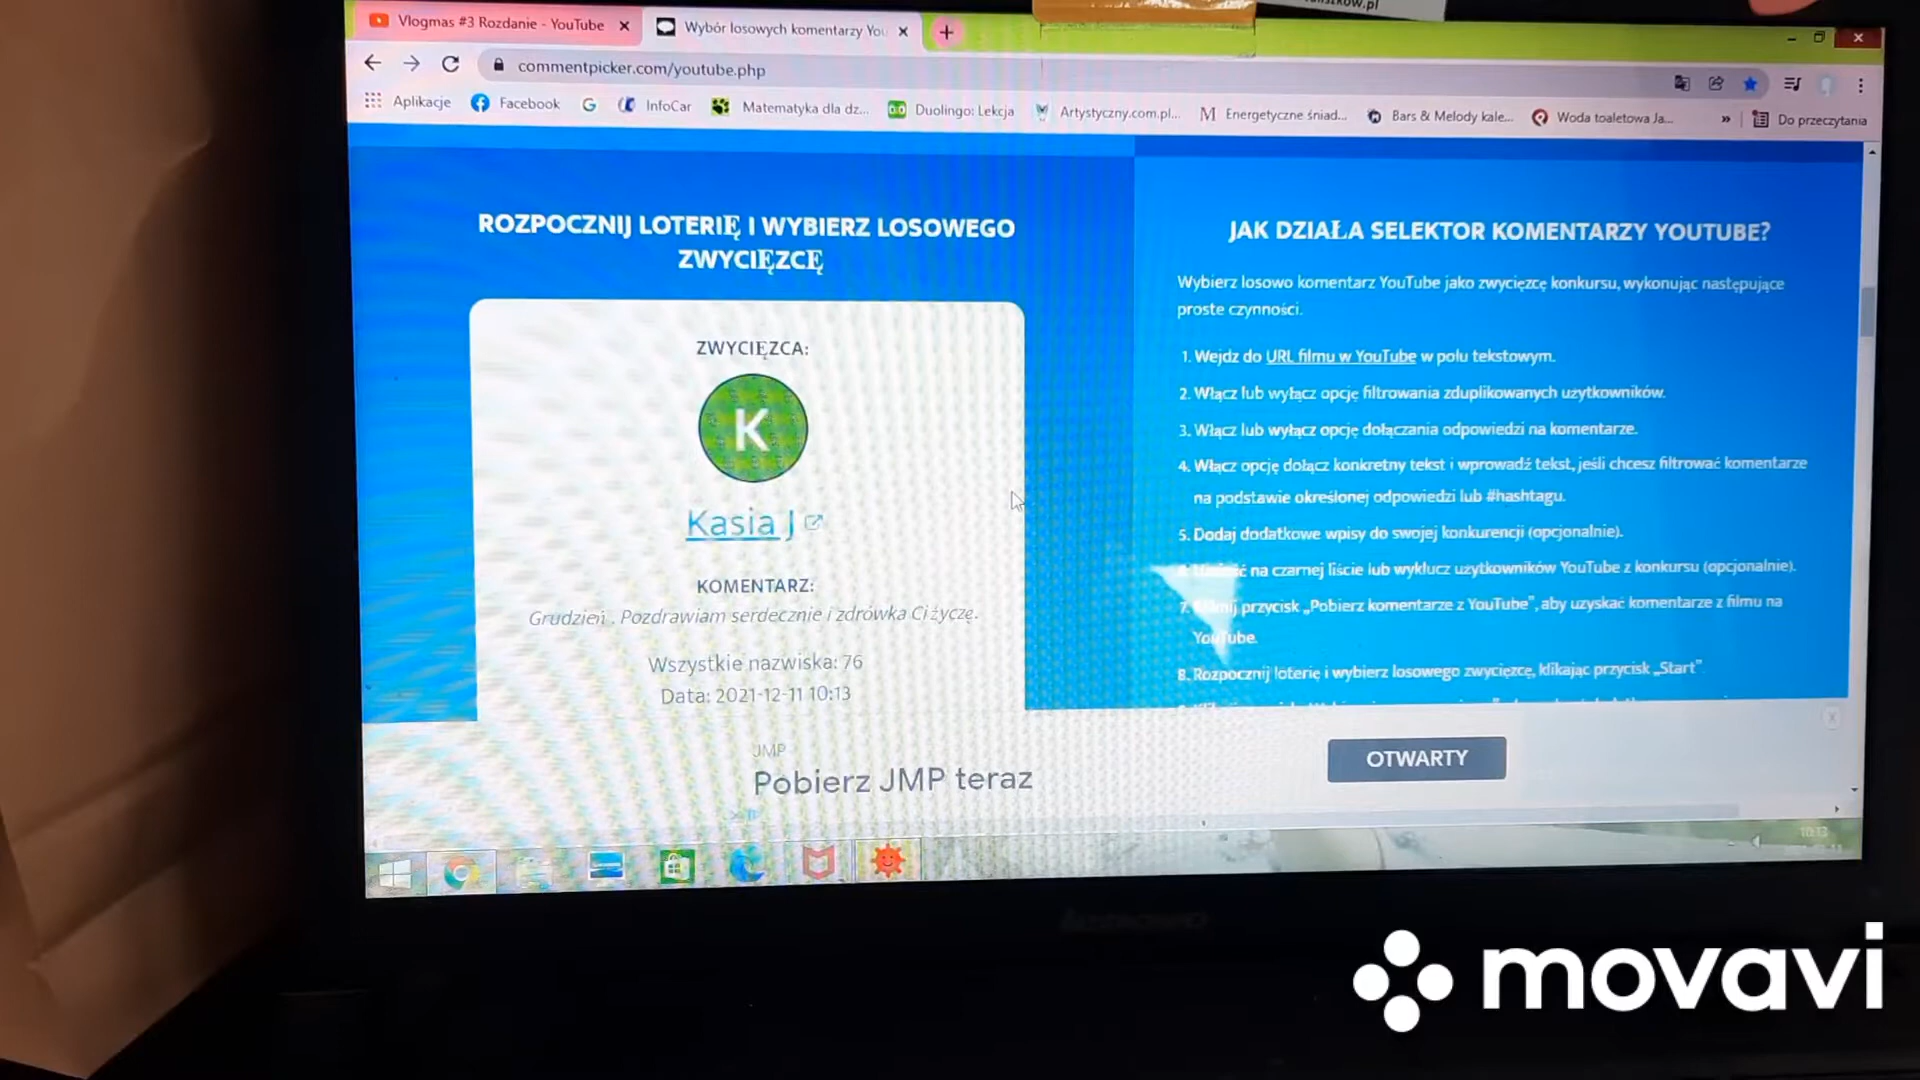 Vlogmas #3 Rozdanie - YouTube
Wybór losowych komentarzy You
commentpicker.com/youtube.php
Aplikacje
Facebook
InfoCar
Matematyka dla dz...
Duolingo: Lekcja
Artystyczny.com.pl...
Energetyczne śniad...
Bars & Melody kale...
Woda toaletowa Ja...
Do przeczytania
ROZPOCZNIJ LOTERIĘ I WYBIERZ LOSOWEGO
ZWYCIĘZCĘ
ZWYCIĘZCA:
K
Kasia J
KOMENTARZ:
Grudzień . Pozdrawiam serdecznie i zdrówka Ci życzę.
Wszystkie nazwiska: 76
Data: 2021-12-11 10:13
JAK DZIAŁA SELEKTOR KOMENTARZY YOUTUBE?
Wybierz losowo komentarz YouTube jako zwycięzcę konkursu, wykonując następujące
proste czynności.
1. Wejdz do URL filmu w YouTube w polu tekstowym.
2. Włącz lub wyłącz opcję filtrowania zduplikowanych użytkowników.
3. Włącz lub wyłącz opcję dołączania odpowiedzi na komentarze.
4. Włącz opcję dołącz konkretny tekst i wprowadź tekst, jeśli chcesz filtrować komentarze
na podstawie określonej odpowiedzi lub #hashtagu.
5. Dodaj dodatkowe wpisy do swojej konkurencji (opcjonalnie).
na czarnej liście lub wyklucz użytkowników YouTube z konkursu (opcjonalnie).
7. przycisk „Pobierz komentarze z YouTube", aby uzyskać komentarze z filmu na
YouTube.
8. Rozpocznij loterię i wybierz losowego zwycięzcę, klikając przycisk „Start"
JMP
Pobierz JMP teraz
OTWARTY
10:13
movavi